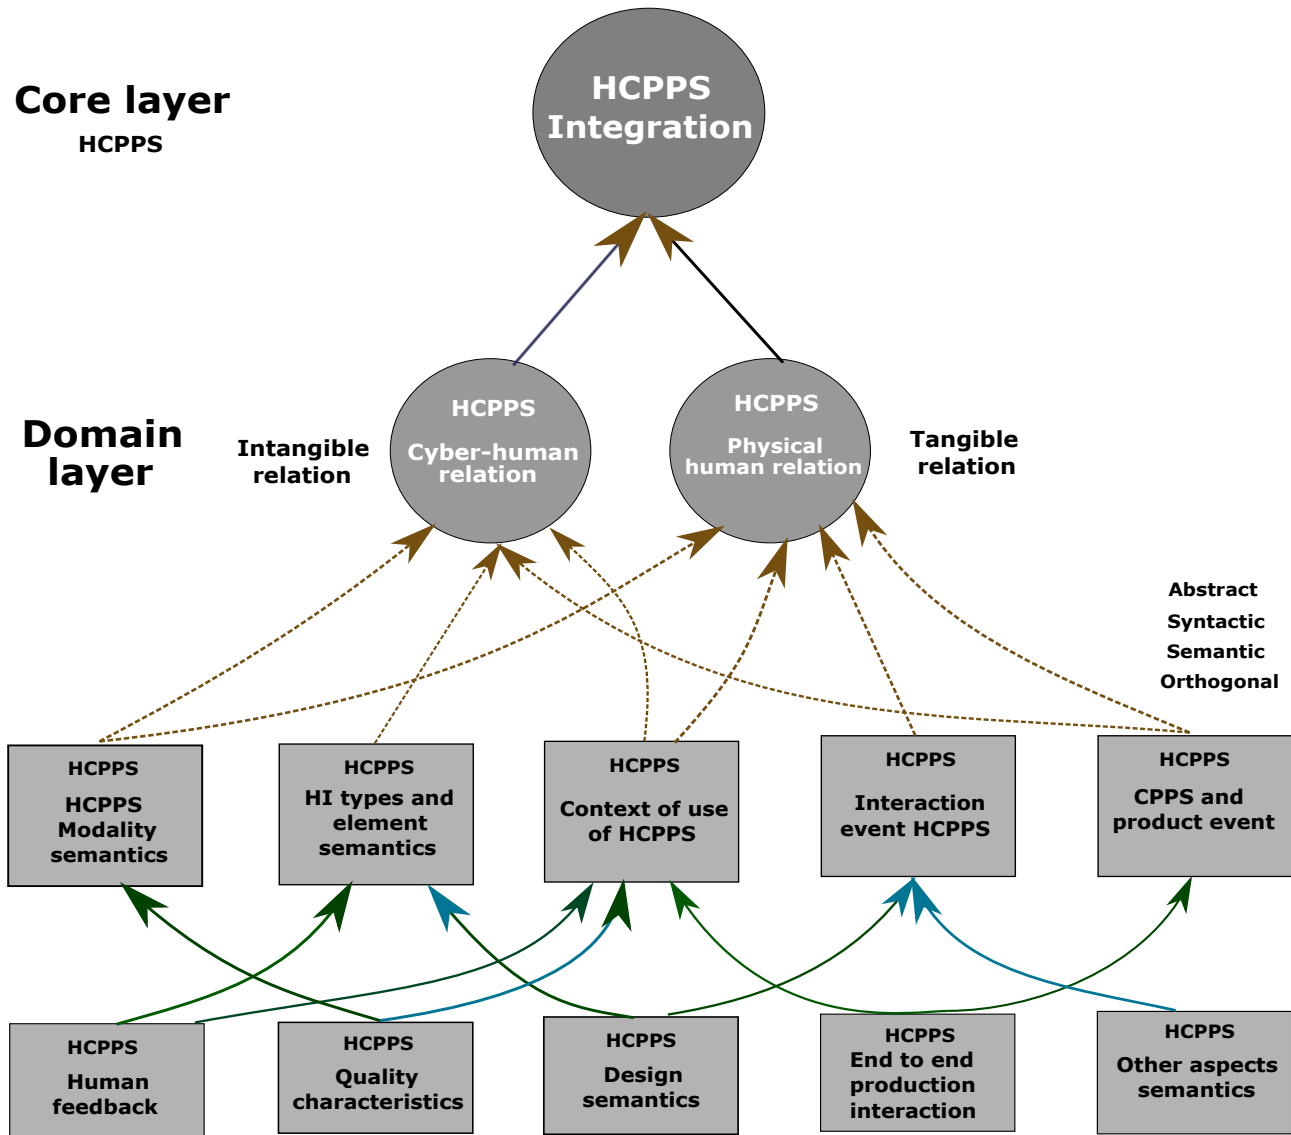 HCPPS
Integration
Core layer
HCPPS
Domain
layer
Intangible
relation
HCPPS
Cyber-human
relation
HCPPS
Physical
human relation
Tangible
relation
Abstract
Syntactic
Semantic
Orthogonal
HCPPS
HCPPS
Modality
semantics
HCPPS
HI types and
element
semantics
HCPPS
Context of use
of HCPPS
HCPPS
Interaction
event HCPPS
HCPPS
CPPS and
product event
HCPPS
Human
feedback
HCPPS
Quality
characteristics
HCPPS
Design
semantics
HCPPS
End to end
production
interaction
HCPPS
Other aspects
semantics